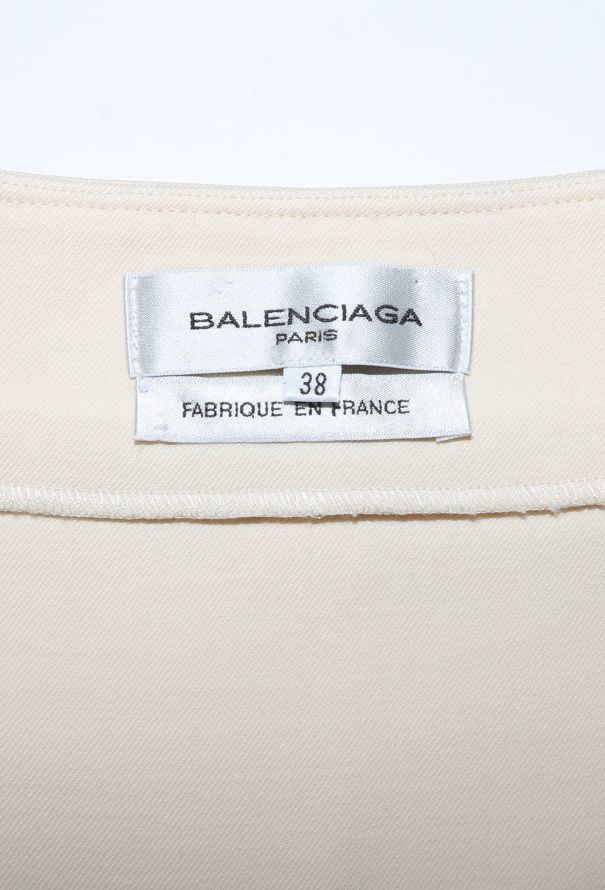 BALENCIAGA
PARIS
38
FABRIQUE EN FRANCE